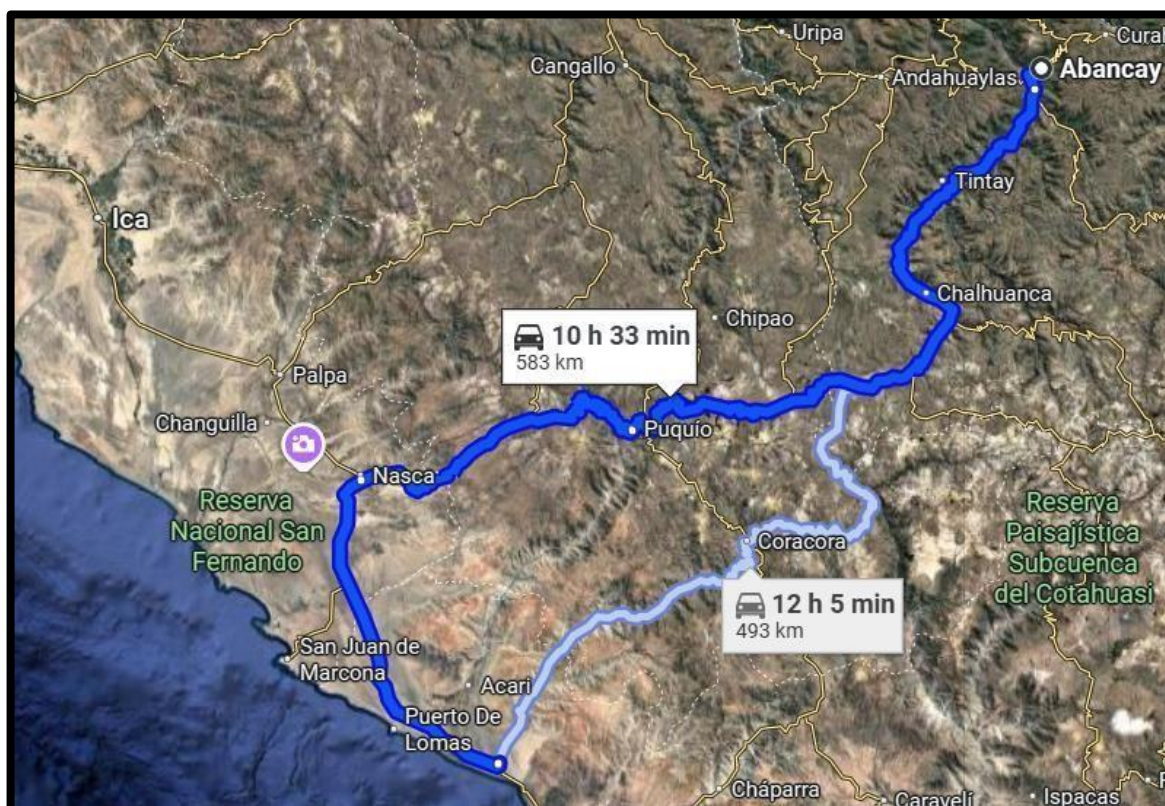 Uripa
Cural
Cangallo
Andahuaylas
Abancay
Tintay
Ica
Chalhuanca
10 h 33 min
583 km
Chipao
Palpa
Changuilla
Puquío
Nasca
Reserva
Nacional San
Fernando
Coracora
Reserva
Paisajística
Subcuenca
del Cotahuasi
12 h 5 min
493 km
San Juan de
Marcona
Acarí
Puerto De
Lomas
Cháparra
Caravelí
Ispacas